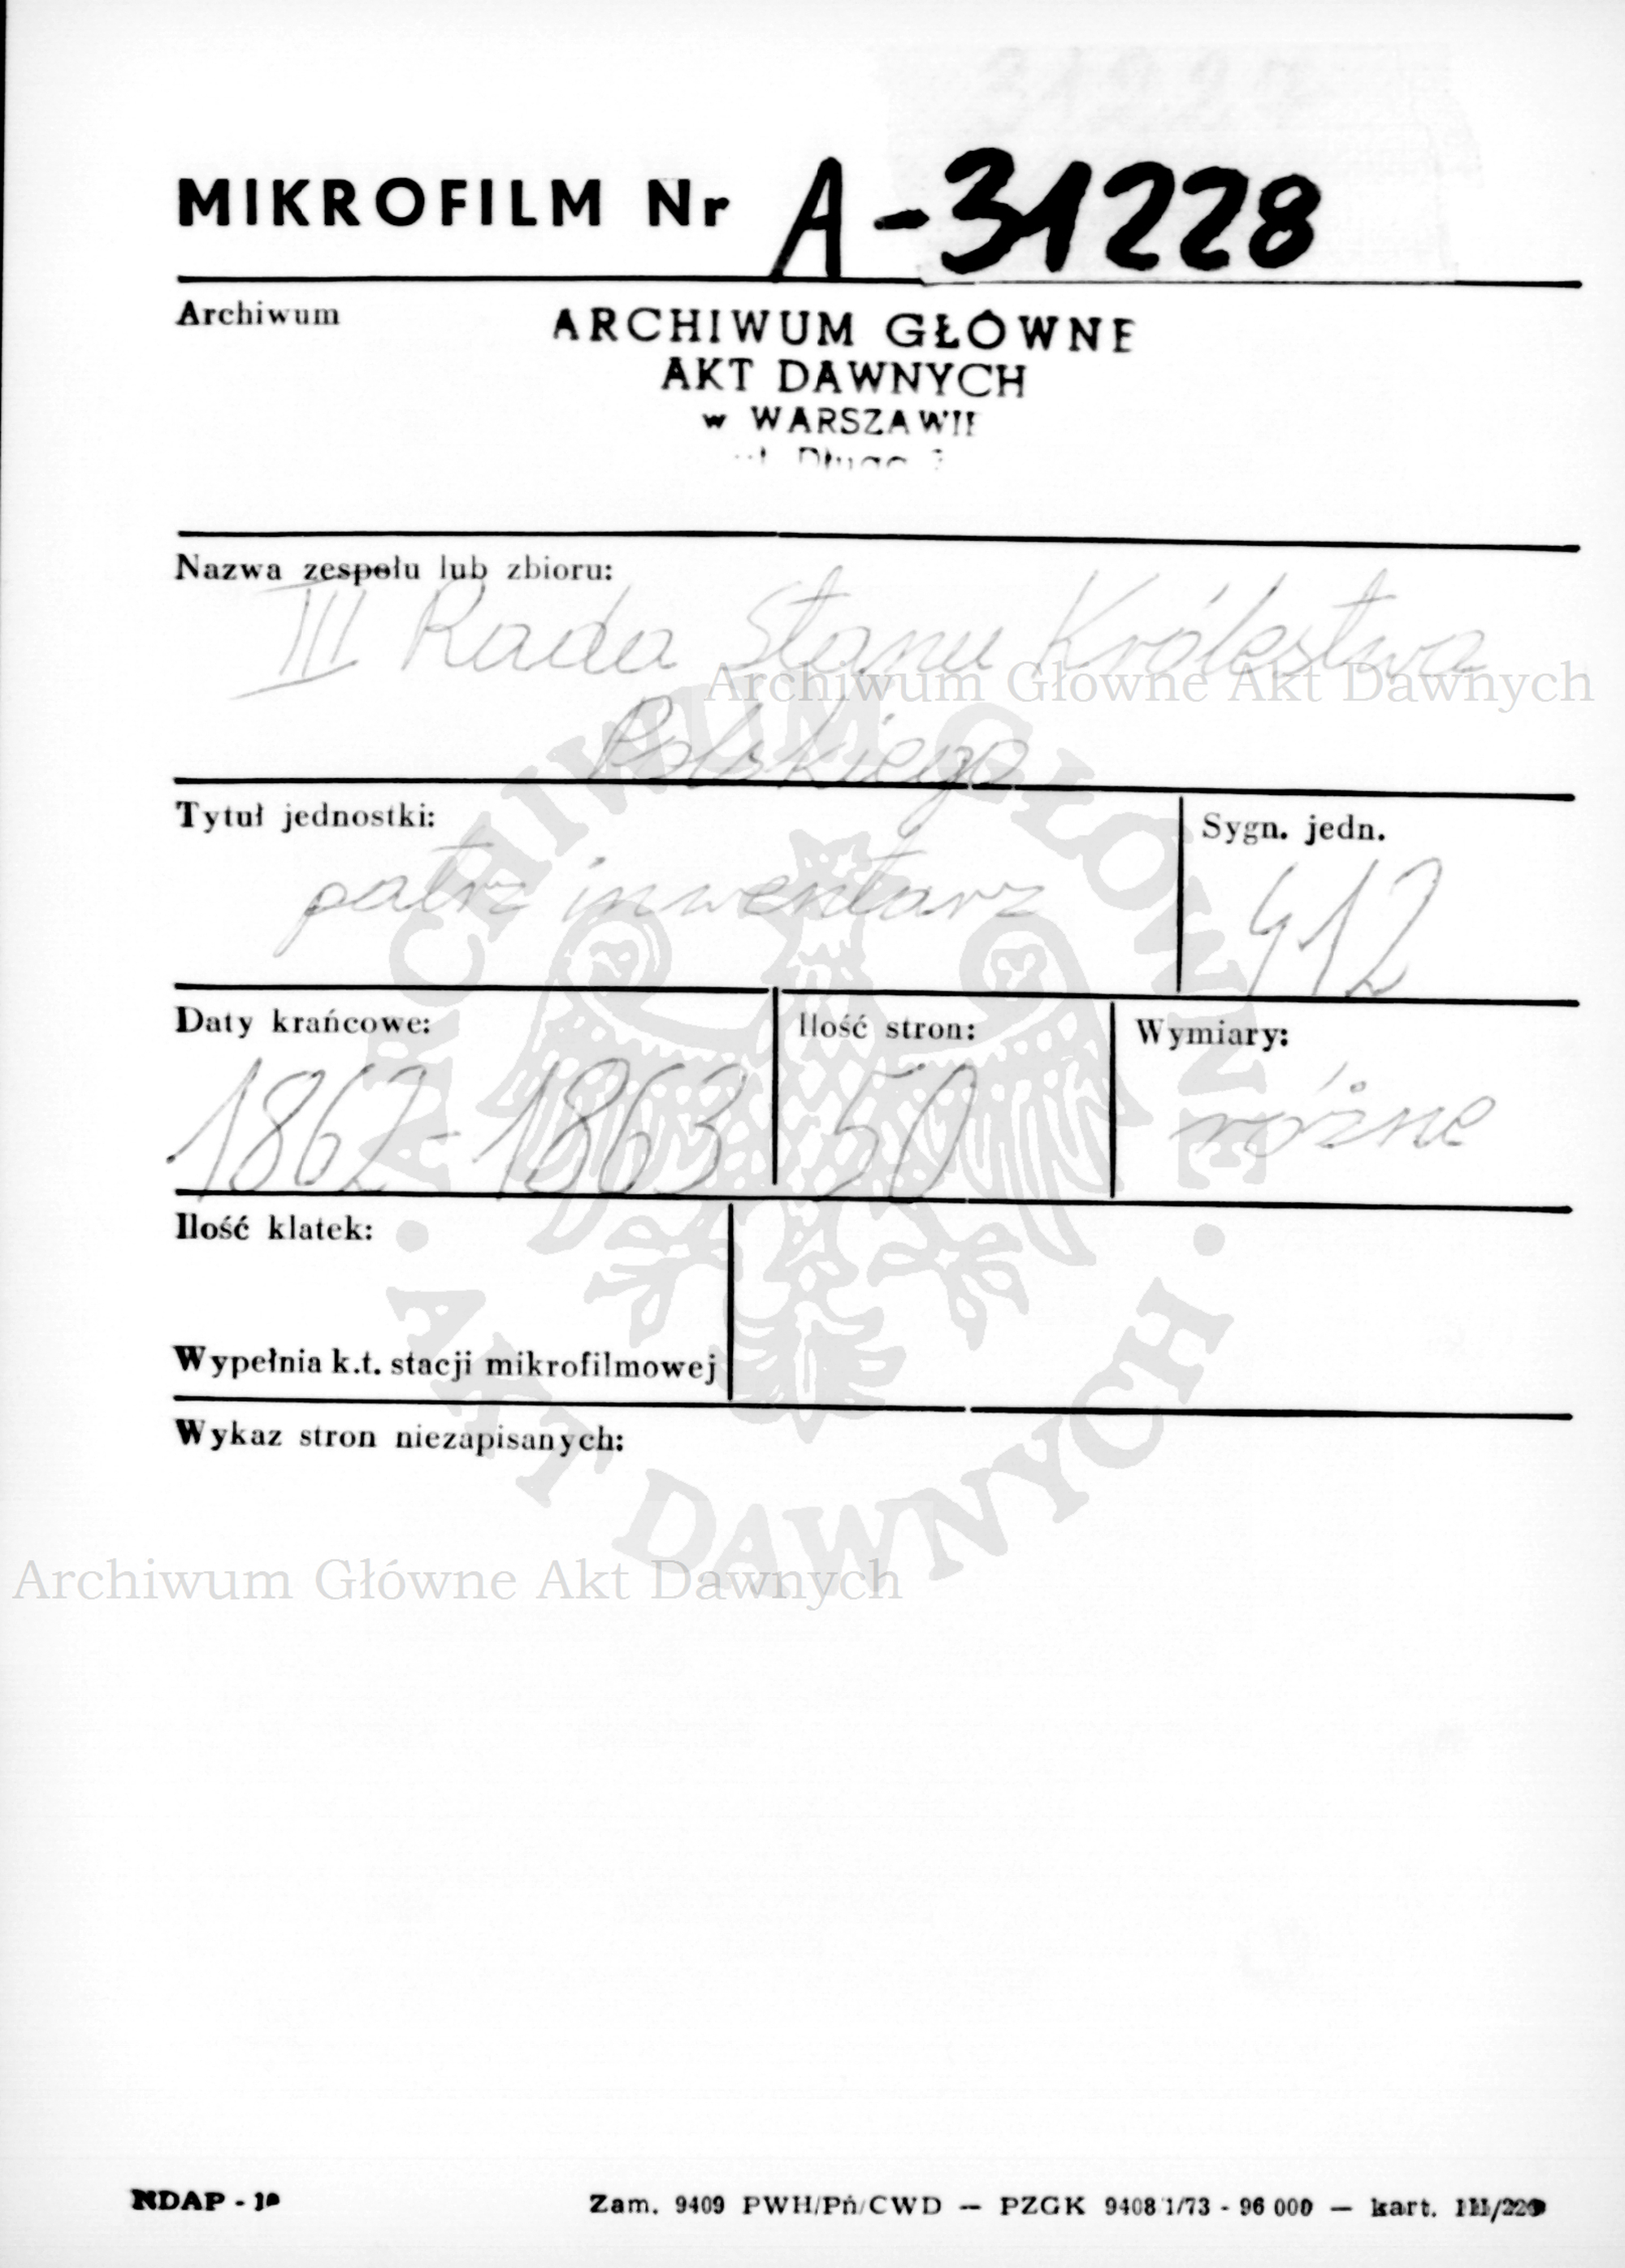 MIKROFILM Nr A-31228
Archiwum
ARCHIWUM GŁÓWNE
AKT DAWNYCH
w WARSZAWIE
Nazwa zespołu lub zbioru:
III Rada Stanu Królestwa
Archiwum Główne Akt Dawnych
Polskiego
Tytuł jednostki:
Sygn. jedn.
patrz inwentarz
412
Daty krańcowe:
Ilość stron:
Wymiary:
1862-1863
50
różne
Ilość klatek:
Wypełnia k.t. stacji mikrofilmowej
Wykaz stron niezapisanych:
ARCHIWUM GŁÓWNE · AKT DAWNYCH ·
Archiwum Główne Akt Dawnych
NDAP - 
Zam. 9409 PWH/Pń/CWD — PZGK 9408 1/73 - 96 000 — kart.